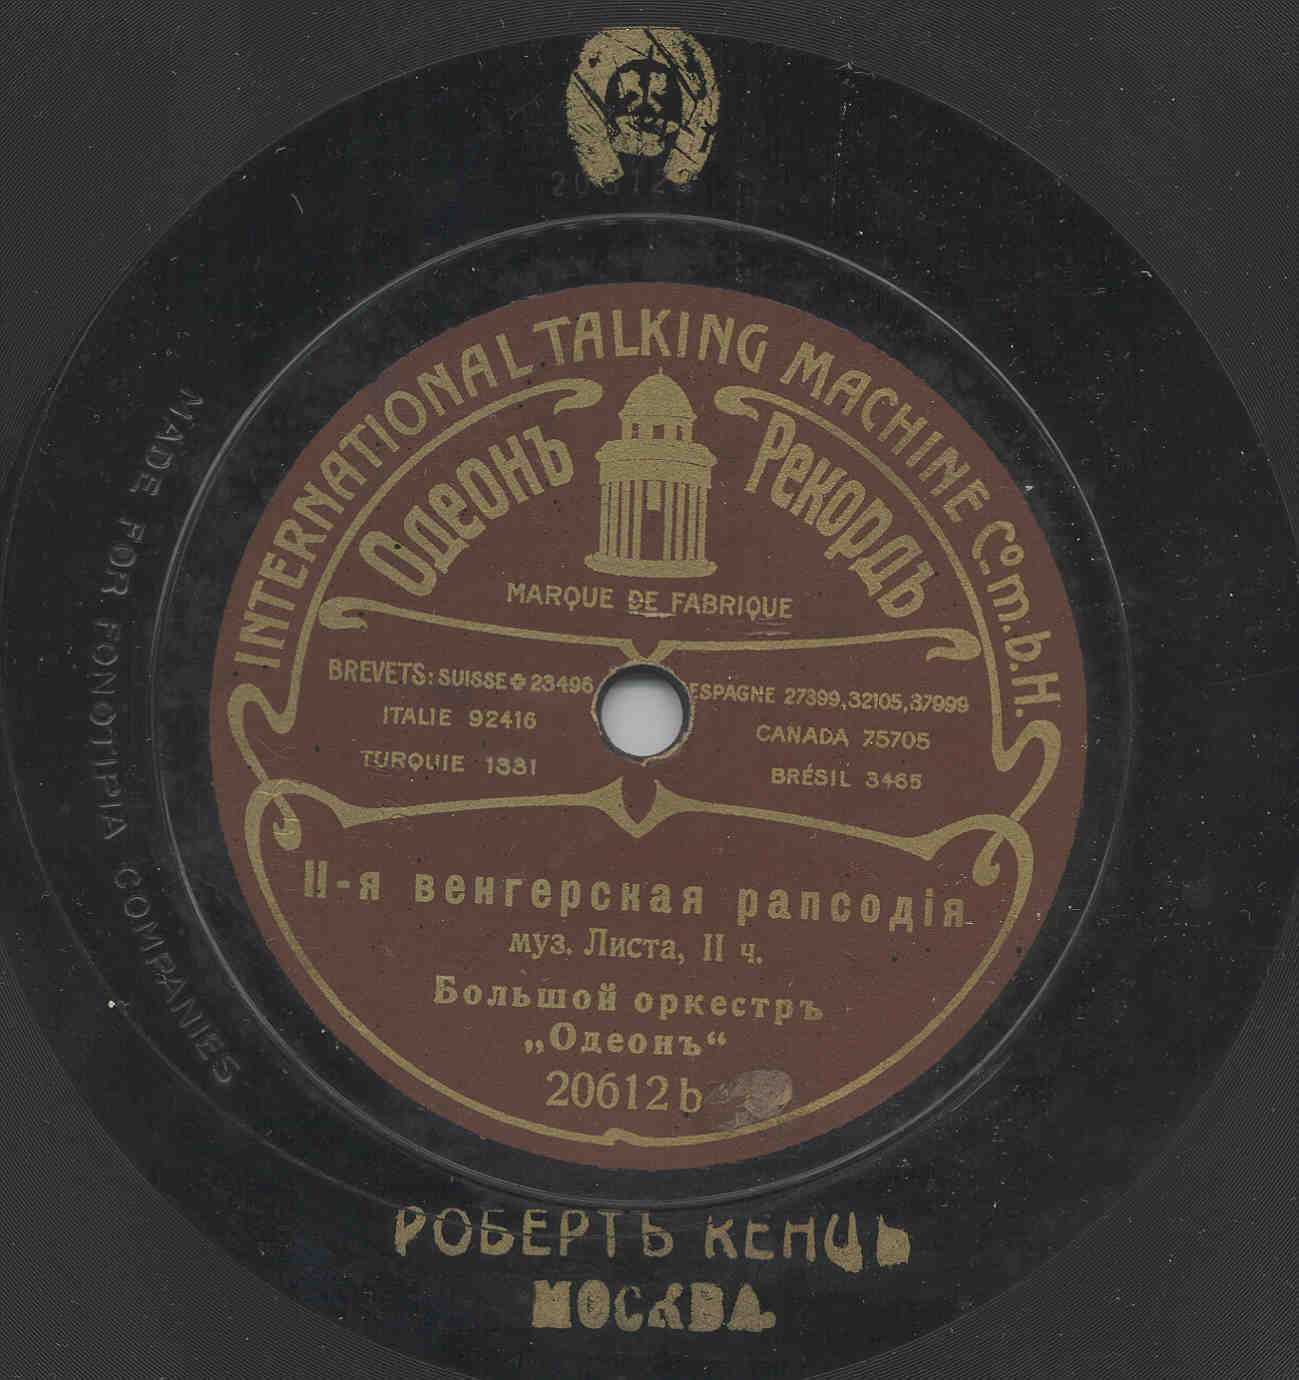 INTERNATIONAL TALKING MACHINE Co. m.b.H.
Одеонъ Рекордъ
MARQUE DE FABRIQUE
BREVETS: SUISSE ✚ 23496
ITALIE 92416
TURQUIE 1331
ESPAGNE 27399, 32105, 37999
CANADA 75705
BRÉSIL 3465
II-я венгерская рапсодія
муз. Листа, II ч.
Большой оркестръ
„Одеонъ“
20612 b
MADE FOR FONOTIPIA COMPANIES
РОБЕРТЪ КЕНЦЪ
МОСКВА